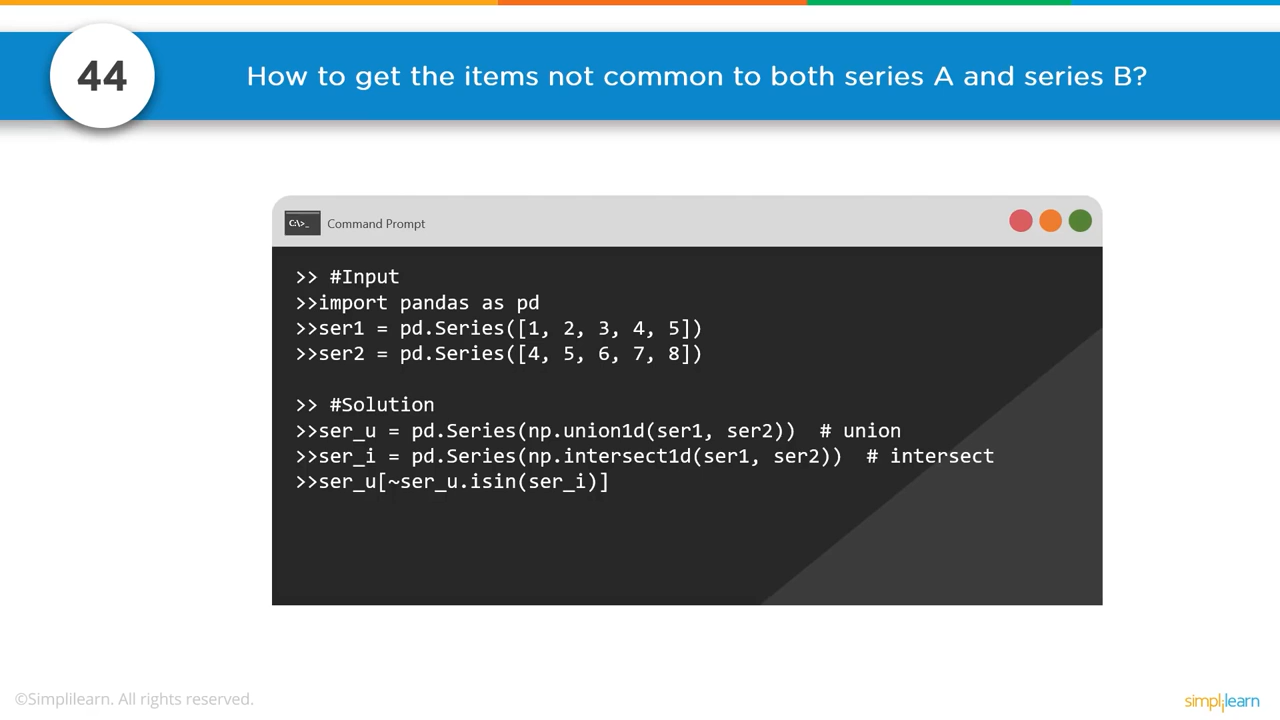 44
How to get the items not common to both series A and series B?
C:\>_
Command Prompt
>> #Input
>>import pandas as pd
>>ser1 = pd.Series([1, 2, 3, 4, 5])
>>ser2 = pd.Series([4, 5, 6, 7, 8])
>> #Solution
>>ser_u = pd.Series(np.union1d(ser1, ser2))  # union
>>ser_i = pd.Series(np.intersect1d(ser1, ser2))  # intersect
>>ser_u[~ser_u.isin(ser_i)]
©Simplilearn. All rights reserved.
simplilearn